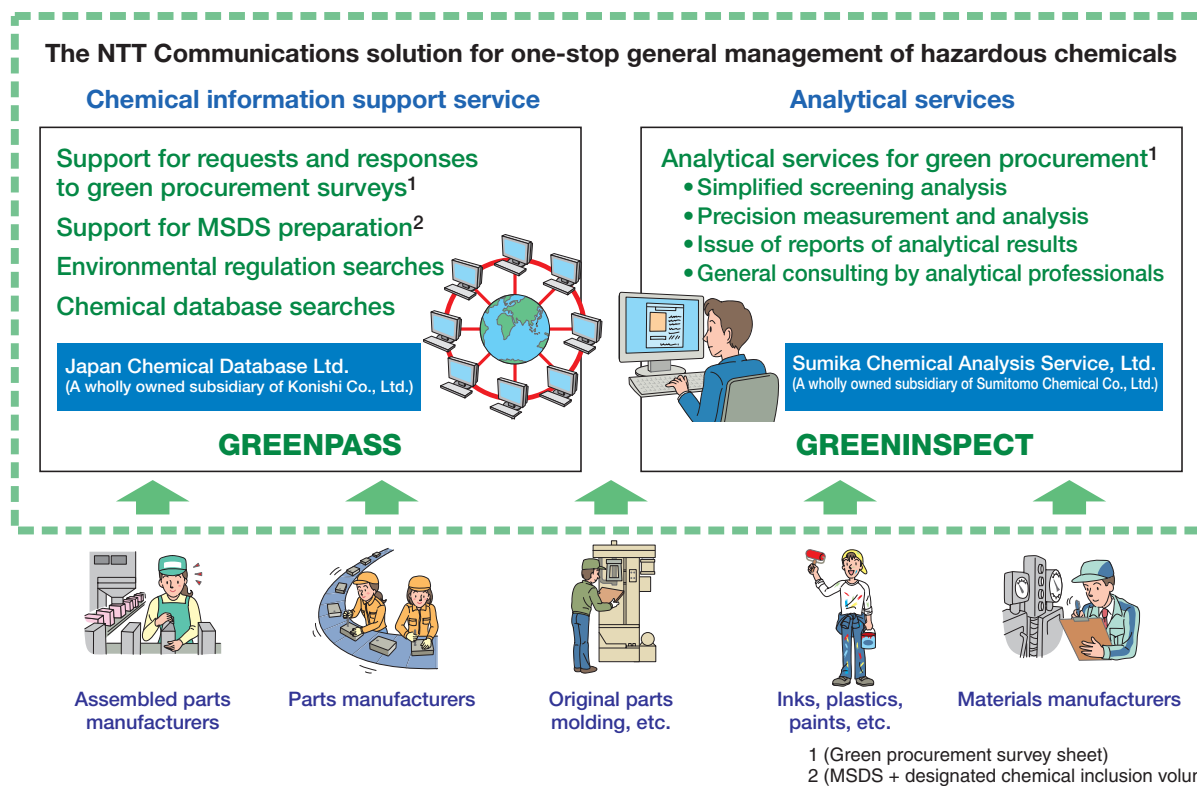 The NTT Communications solution for one-stop general management of hazardous chemicals
Chemical information support service
Support for requests and responses
to green procurement surveys1
Support for MSDS preparation2
Environmental regulation searches
Chemical database searches
Japan Chemical Database Ltd.
(A wholly owned subsidiary of Konishi Co., Ltd.)
GREENPASS
Analytical services
Analytical services for green procurement1
• Simplified screening analysis
• Precision measurement and analysis
• Issue of reports of analytical results
• General consulting by analytical professionals
Sumika Chemical Analysis Service, Ltd.
(A wholly owned subsidiary of Sumitomo Chemical Co., Ltd.)
GREENINSPECT
Assembled parts
manufacturers
Parts manufacturers
Original parts
molding, etc.
Inks, plastics,
paints, etc.
Materials manufacturers
1 (Green procurement survey sheet)
2 (MSDS + designated chemical inclusion